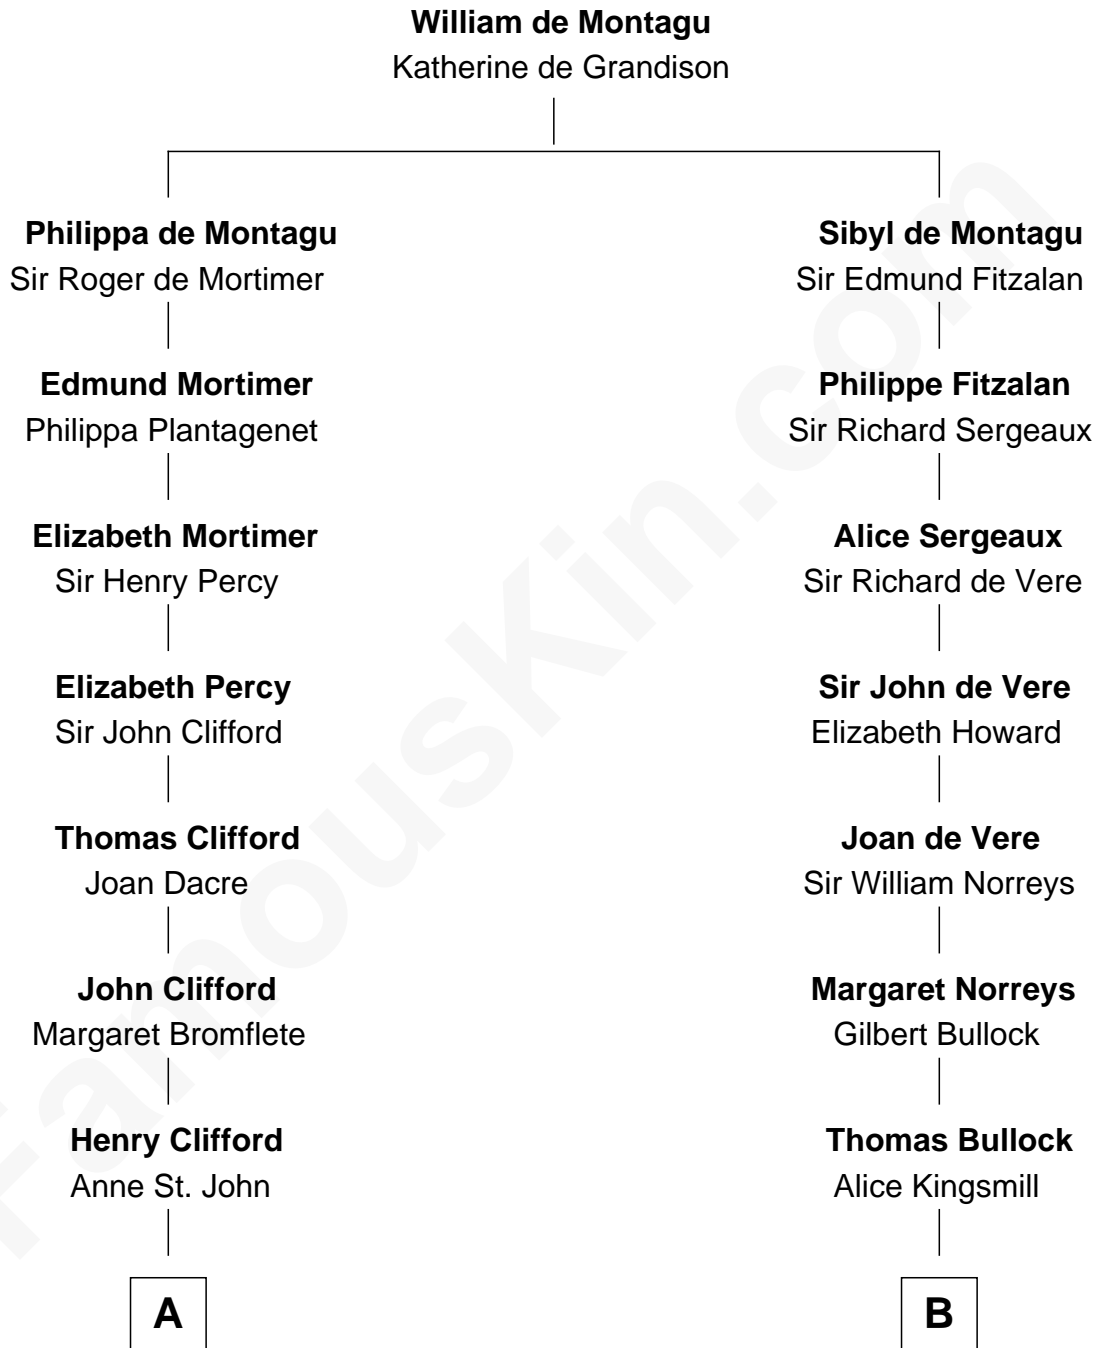 William de Montagu
Katherine de Grandison
Philippa de Montagu
Sir Roger de Mortimer
Sibyl de Montagu
Sir Edmund Fitzalan
Edmund Mortimer
Philippa Plantagenet
Philippe Fitzalan
Sir Richard Sergeaux
Elizabeth Mortimer
Sir Henry Percy
Alice Sergeaux
Sir Richard de Vere
Elizabeth Percy
Sir John Clifford
Sir John de Vere
Elizabeth Howard
Thomas Clifford
Joan Dacre
Joan de Vere
Sir William Norreys
John Clifford
Margaret Bromflete
Margaret Norreys
Gilbert Bullock
Henry Clifford
Anne St. John
Thomas Bullock
Alice Kingsmill
A
B
FamousKin.com